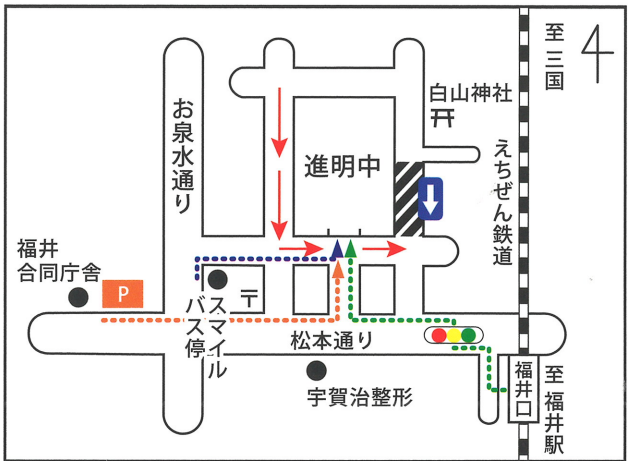 至三国
白山神社
お泉水通り
進明中
えちぜん鉄道
福井
合同庁舎
P
スマイル
バス停
〒
松本通り
宇賀治整形
福井口
至福井駅